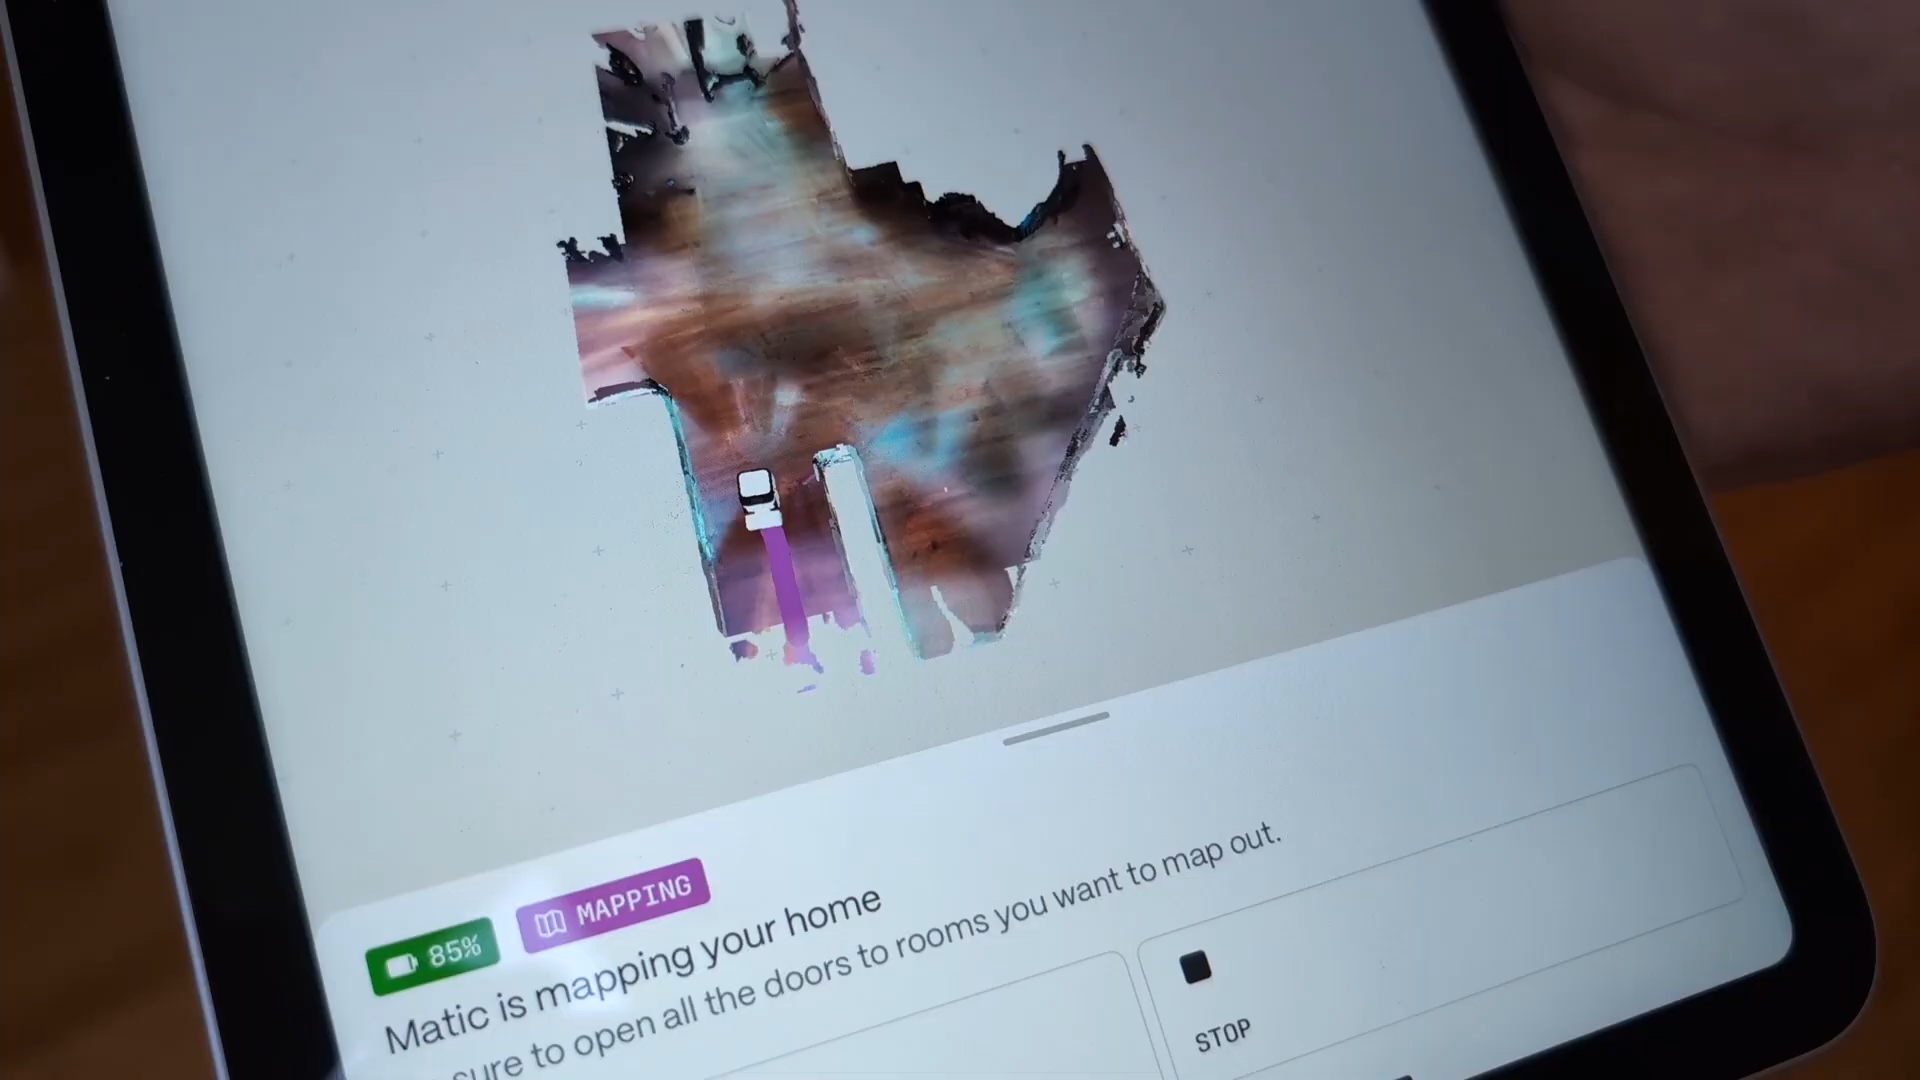 85%
MAPPING
Matic is mapping your home
sure to open all the doors to rooms you want to map out.
STOP